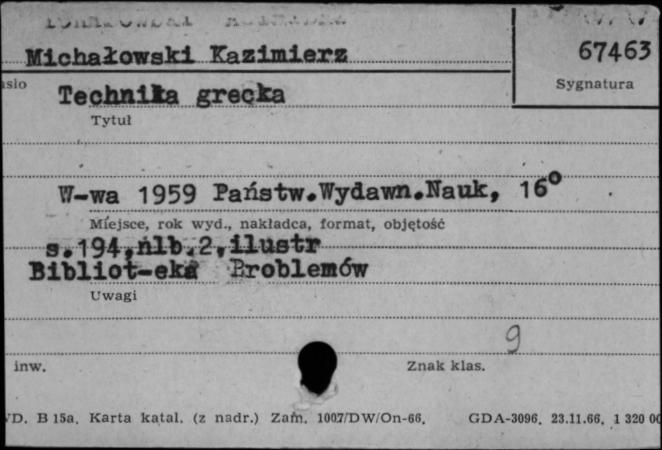 Michałowski Kazimierz
67463
Sygnatura
Technika grecka
Tytuł
W-wa 1959 Państw.Wydawn.Nauk, 16°
Miejsce, rok wyd., nakładca, format, objętość
s.194,nlb.2,ilustr
Bibliot-eka Problemów
Uwagi
9
inw.
Znak klas.
B 15a. Karta katal. (z nadr.) Zam. 1007/DW/On-66. GDA-3096. 23.11.66. 1 320